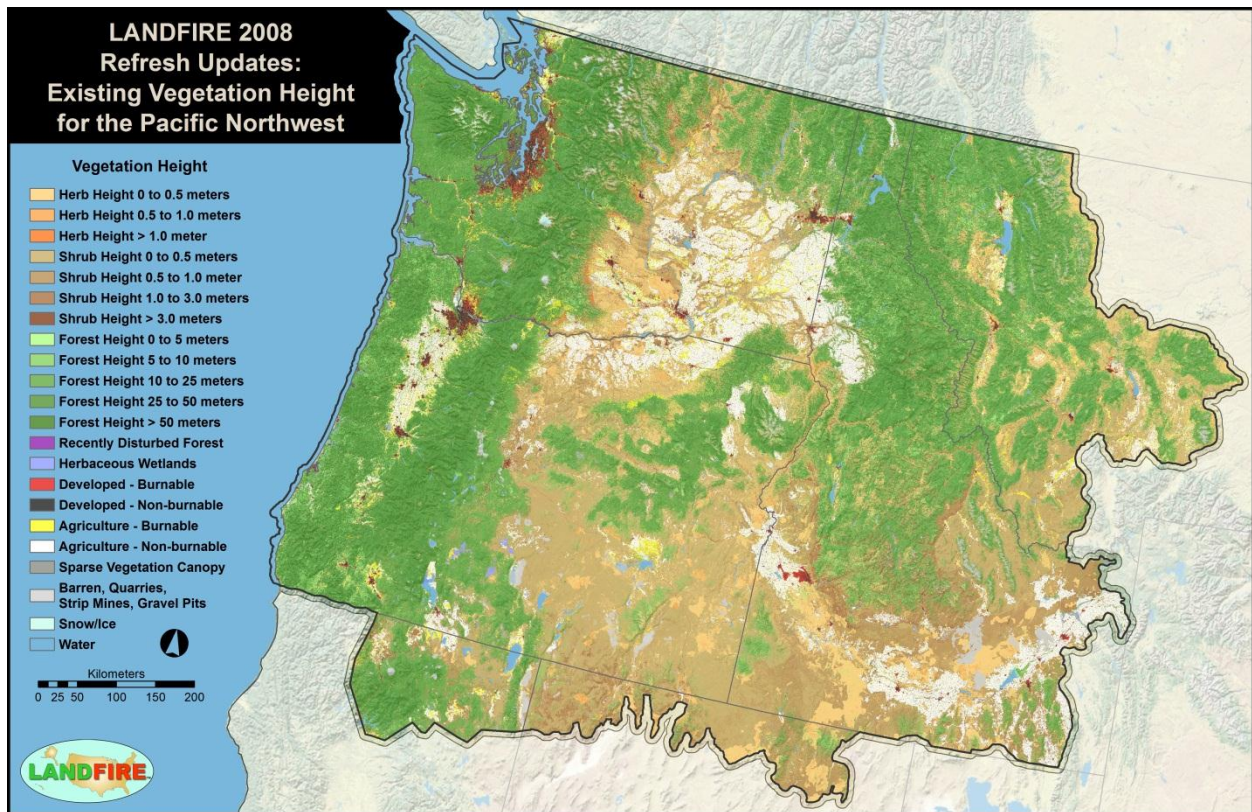 LANDFIRE 2008
Refresh Updates:
Existing Vegetation Height
for the Pacific Northwest
Vegetation Height
Herb Height 0 to 0.5 meters
Herb Height 0.5 to 1.0 meters
Herb Height > 1.0 meter
Shrub Height 0 to 0.5 meters
Shrub Height 0.5 to 1.0 meter
Shrub Height 1.0 to 3.0 meters
Shrub Height > 3.0 meters
Forest Height 0 to 5 meters
Forest Height 5 to 10 meters
Forest Height 10 to 25 meters
Forest Height 25 to 50 meters
Forest Height > 50 meters
Recently Disturbed Forest
Herbaceous Wetlands
Developed - Burnable
Developed - Non-burnable
Agriculture - Burnable
Agriculture - Non-burnable
Sparse Vegetation Canopy
Barren, Quarries,
Strip Mines, Gravel Pits
Snow/Ice
Water
Kilometers
0 25 50 100 150 200
LANDFIRE